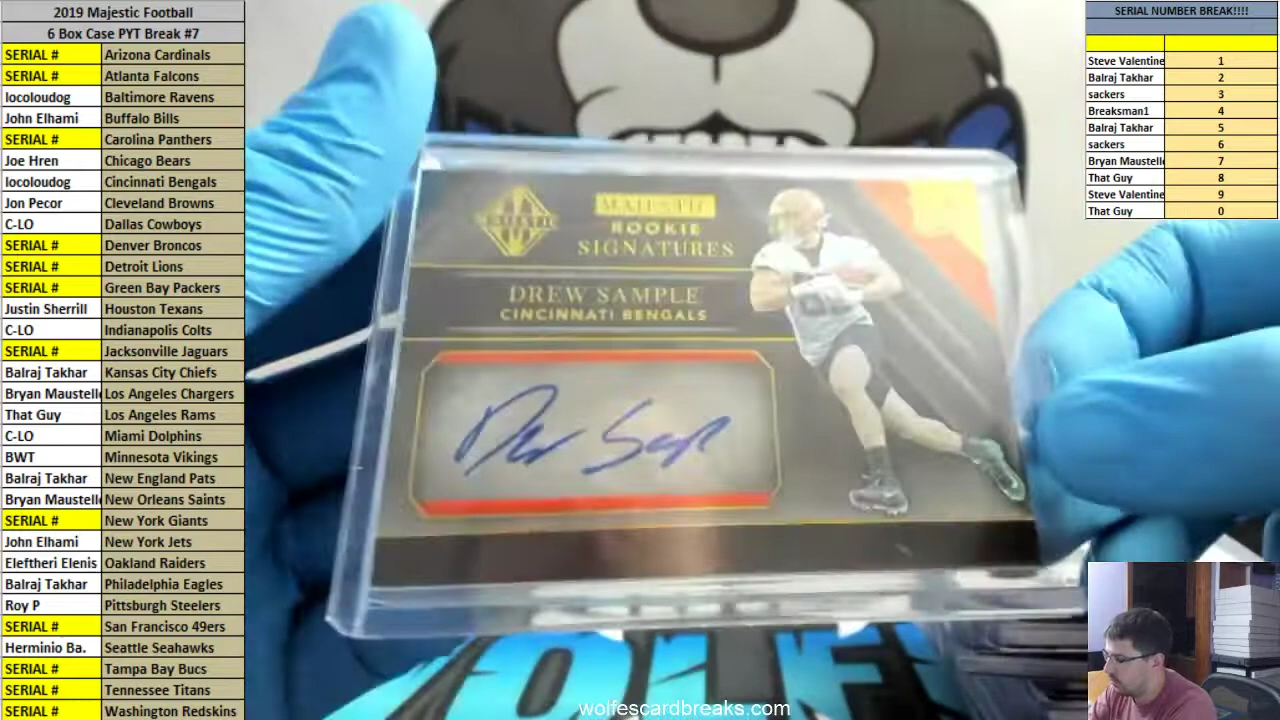 2019 Majestic Football
6 Box Case PYT Break #7
SERIAL # Arizona Cardinals
SERIAL # Atlanta Falcons
locoloudog Baltimore Ravens
John Elhami Buffalo Bills
SERIAL # Carolina Panthers
Joe Hren Chicago Bears
locoloudog Cincinnati Bengals
Jon Pecor Cleveland Browns
C-LO Dallas Cowboys
SERIAL # Denver Broncos
SERIAL # Detroit Lions
SERIAL # Green Bay Packers
Justin Sherrill Houston Texans
C-LO Indianapolis Colts
SERIAL # Jacksonville Jaguars
Balraj Takhar Kansas City Chiefs
Bryan Maustelle Los Angeles Chargers
That Guy Los Angeles Rams
C-LO Miami Dolphins
BWT Minnesota Vikings
Balraj Takhar New England Pats
Bryan Maustelle New Orleans Saints
SERIAL # New York Giants
John Elhami New York Jets
Eleftheri Elenis Oakland Raiders
Balraj Takhar Philadelphia Eagles
Roy P Pittsburgh Steelers
SERIAL # San Francisco 49ers
Herminio Ba. Seattle Seahawks
SERIAL # Tampa Bay Bucs
SERIAL # Tennessee Titans
SERIAL # Washington Redskins
MAJESTIC
MAJESTIC
ROOKIE
SIGNATURES
DREW SAMPLE
CINCINNATI BENGALS
WOLFE
wolfescardbreaks.com
SERIAL NUMBER BREAK!!!!
Steve Valentine 1
Balraj Takhar 2
sackers 3
Breaksman1 4
Balraj Takhar 5
sackers 6
Bryan Maustelle 7
That Guy 8
Steve Valentine 9
That Guy 0